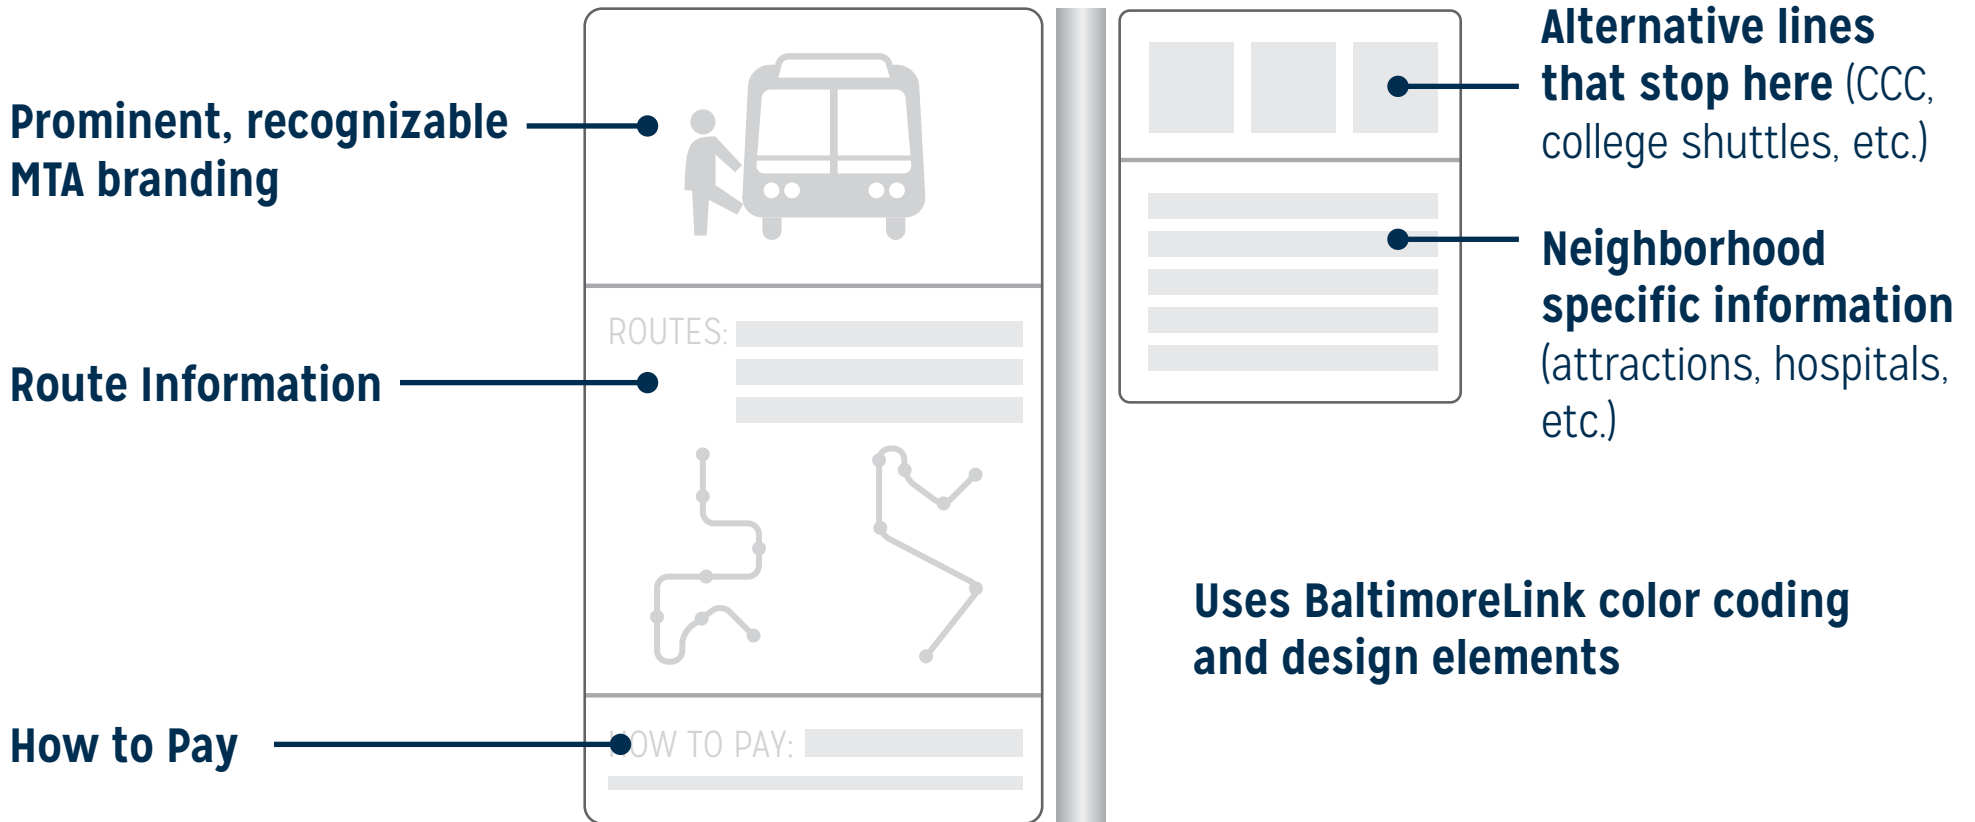 Prominent, recognizable
MTA branding
Route Information
How to Pay
ROUTES:
HOW TO PAY:
Alternative lines
that stop here (CCC,
college shuttles, etc.)
Neighborhood
specific information
(attractions, hospitals,
etc.)
Uses BaltimoreLink color coding
and design elements